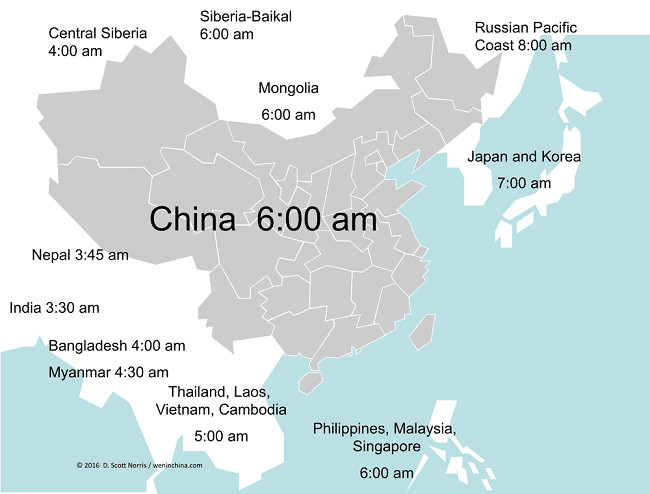 Central Siberia
4:00 am
Siberia-Baikal
6:00 am
Russian Pacific
Coast 8:00 am
Mongolia
6:00 am
Japan and Korea
7:00 am
China 6:00 am
Nepal 3:45 am
India 3:30 am
Bangladesh 4:00 am
Myanmar 4:30 am
Thailand, Laos,
Vietnam, Cambodia
5:00 am
Philippines, Malaysia,
Singapore
6:00 am
© 2016 D. Scott Norris / weninchina.com